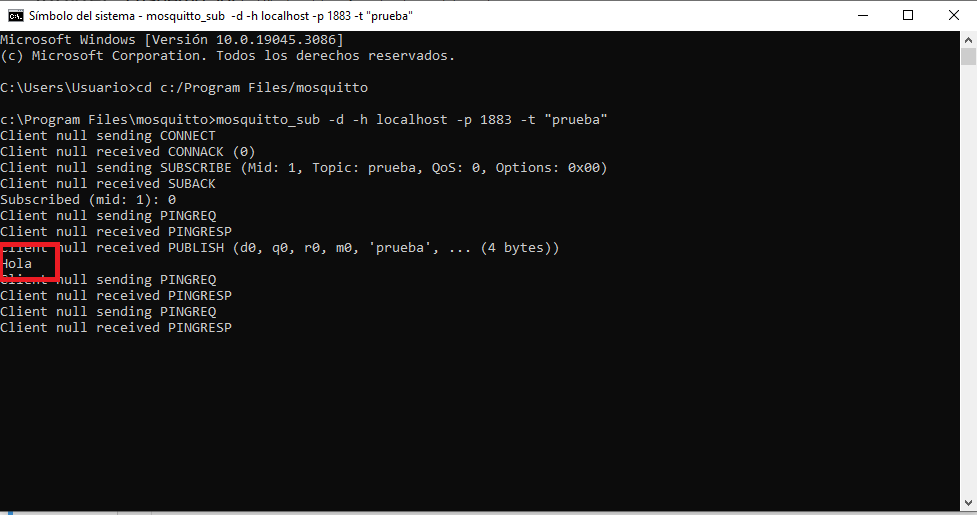 Símbolo del sistema - mosquitto_sub -d -h localhost -p 1883 -t "prueba"
Microsoft Windows [Versión 10.0.19045.3086]
(c) Microsoft Corporation. Todos los derechos reservados.
C:\Users\Usuario>cd c:/Program Files/mosquitto
c:\Program Files\mosquitto>mosquitto_sub -d -h localhost -p 1883 -t "prueba"
Client null sending CONNECT
Client null received CONNACK (0)
Client null sending SUBSCRIBE (Mid: 1, Topic: prueba, QoS: 0, Options: 0x00)
Client null received SUBACK
Subscribed (mid: 1): 0
Client null sending PINGREQ
Client null received PINGRESP
Client null received PUBLISH (d0, q0, r0, m0, 'prueba', ... (4 bytes))
Hola
Client null sending PINGREQ
Client null received PINGRESP
Client null sending PINGREQ
Client null received PINGRESP